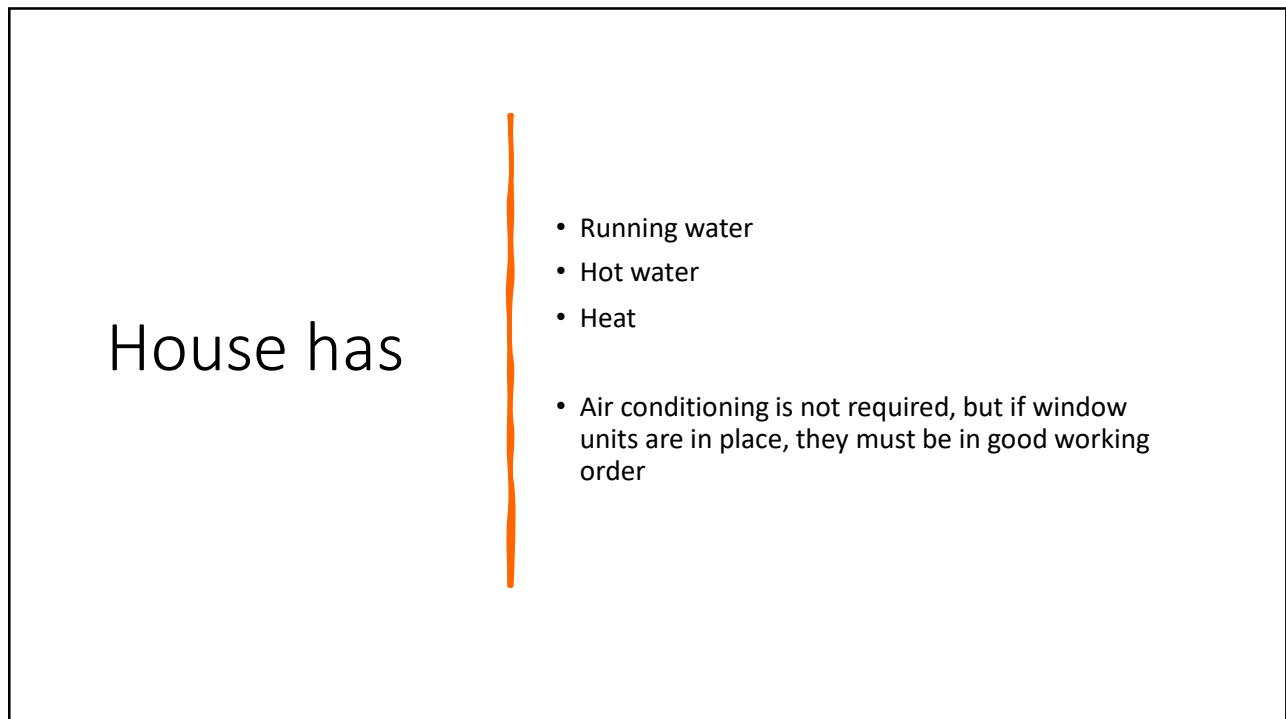 House has
• Running water
• Hot water
• Heat
• Air conditioning is not required, but if window
units are in place, they must be in good working
order